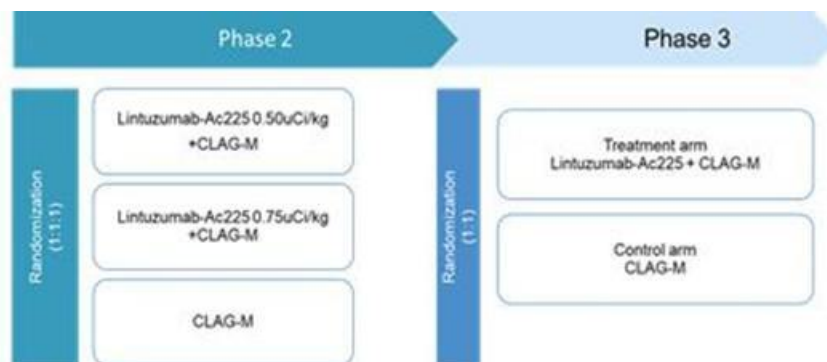 Phase 2
Phase 3
Randomization
(1:1:1)
Lintuzumab-Ac225 0.50uCi/kg
+CLAG-M
Lintuzumab-Ac225 0.75uCi/kg
+CLAG-M
CLAG-M
Randomization
(1:1)
Treatment arm
Lintuzumab-Ac225 + CLAG-M
Control arm
CLAG-M